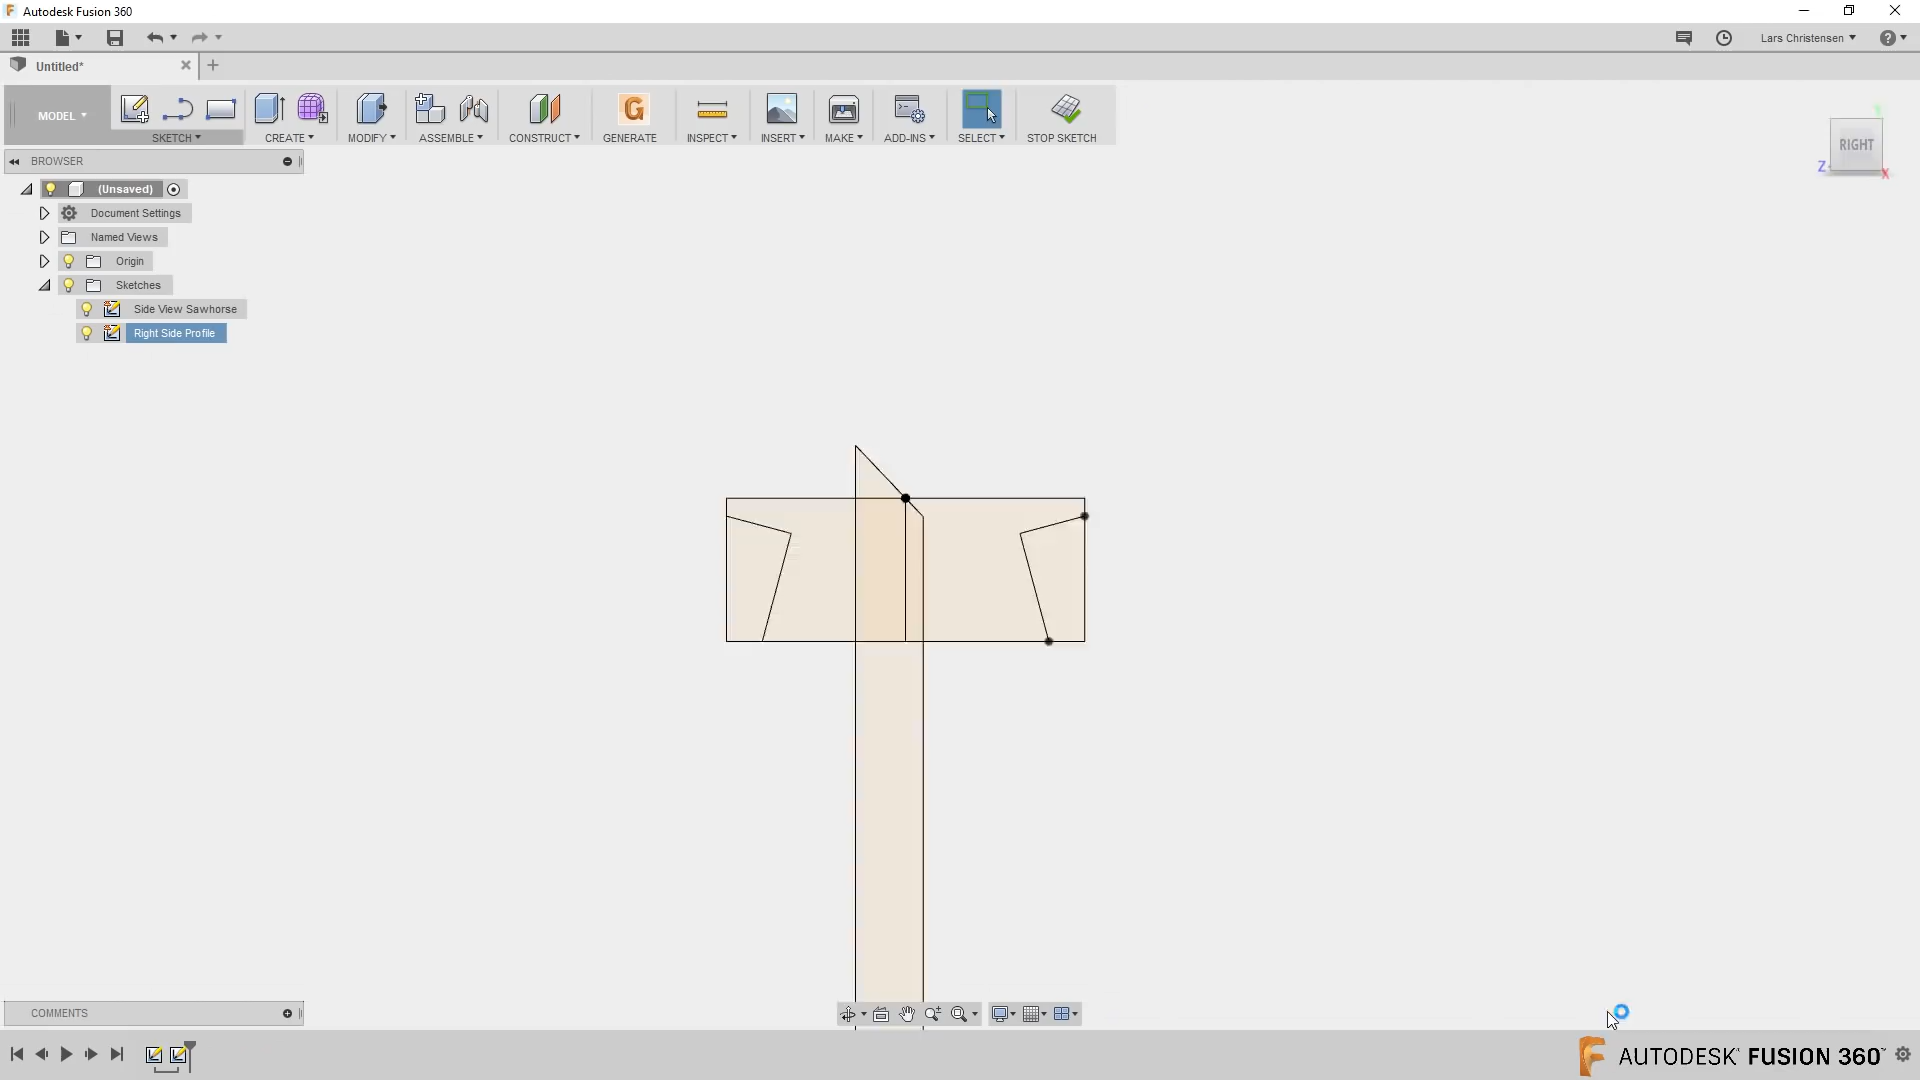 Autodesk Fusion 360
Lars Christensen
Untitled*
MODEL
SKETCH
CREATE
MODIFY
ASSEMBLE
CONSTRUCT
GENERATE
INSPECT
INSERT
MAKE
ADD-INS
SELECT
STOP SKETCH
RIGHT
Z
X
BROWSER
(Unsaved)
Document Settings
Named Views
Origin
Sketches
Side View Sawhorse
Right Side Profile
COMMENTS
AUTODESK® FUSION 360™